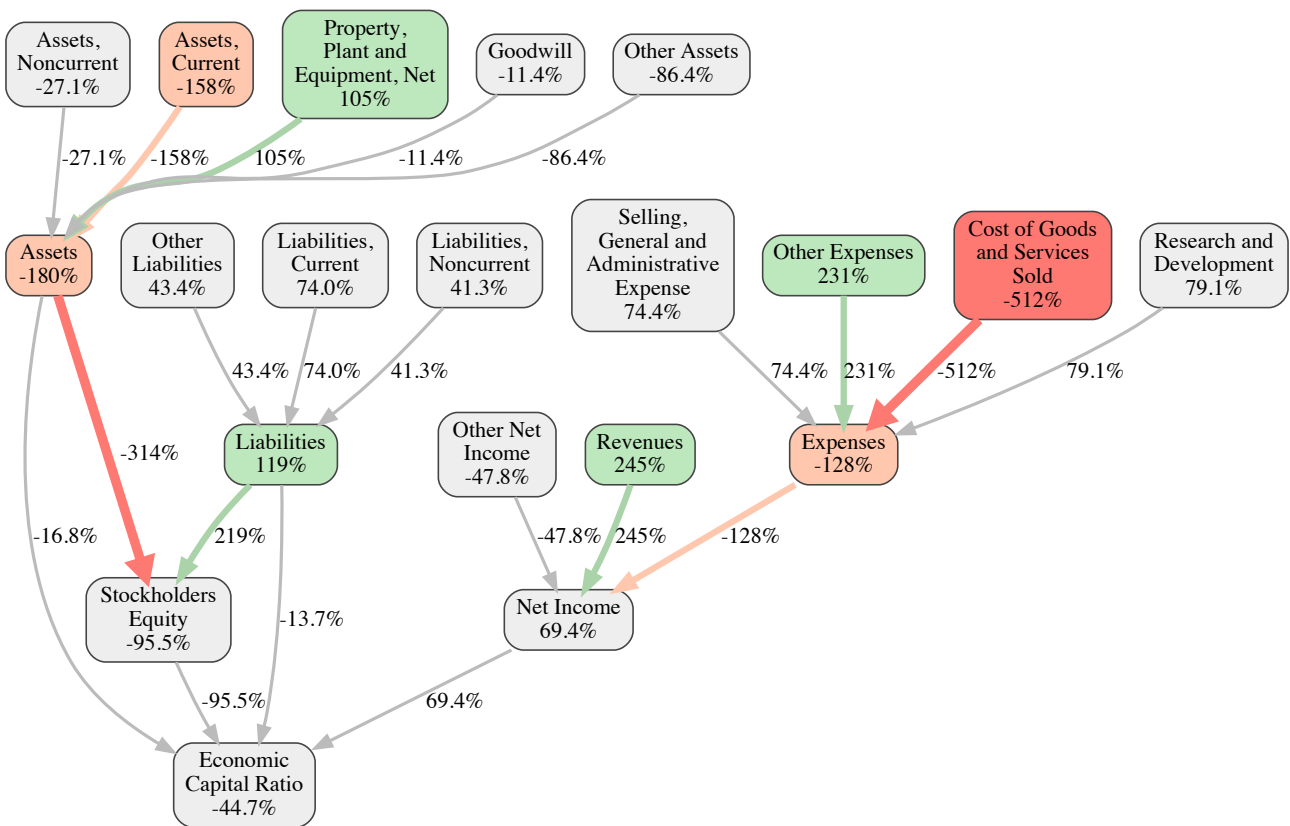 Assets,
Noncurrent
-27.1%
Assets,
Current
-158%
Property,
Plant and
Equipment, Net
105%
Goodwill
-11.4%
Other Assets
-86.4%
-27.1%
-158%
105%
-11.4%
-86.4%
Assets
-180%
Other
Liabilities
43.4%
Liabilities,
Current
74.0%
Liabilities,
Noncurrent
41.3%
Selling,
General and
Administrative
Expense
74.4%
Other Expenses
231%
Cost of Goods
and Services
Sold
-512%
Research and
Development
79.1%
43.4%
74.0%
41.3%
74.4%
231%
-512%
79.1%
-314%
Liabilities
119%
Other Net
Income
-47.8%
Revenues
245%
Expenses
-128%
-16.8%
219%
-47.8%
245%
-128%
Stockholders
Equity
-95.5%
-13.7%
Net Income
69.4%
-95.5%
69.4%
Economic
Capital Ratio
-44.7%